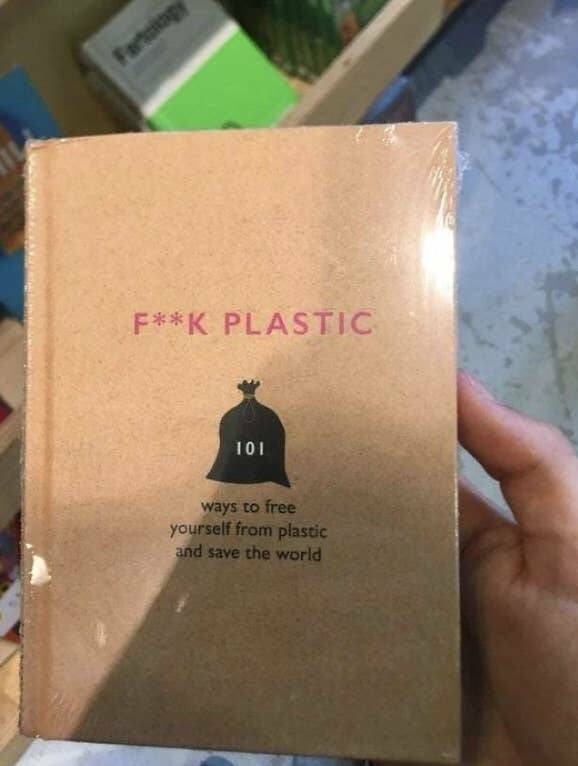 Fartology
F**K PLASTIC
101
ways to free
yourself from plastic
and save the world